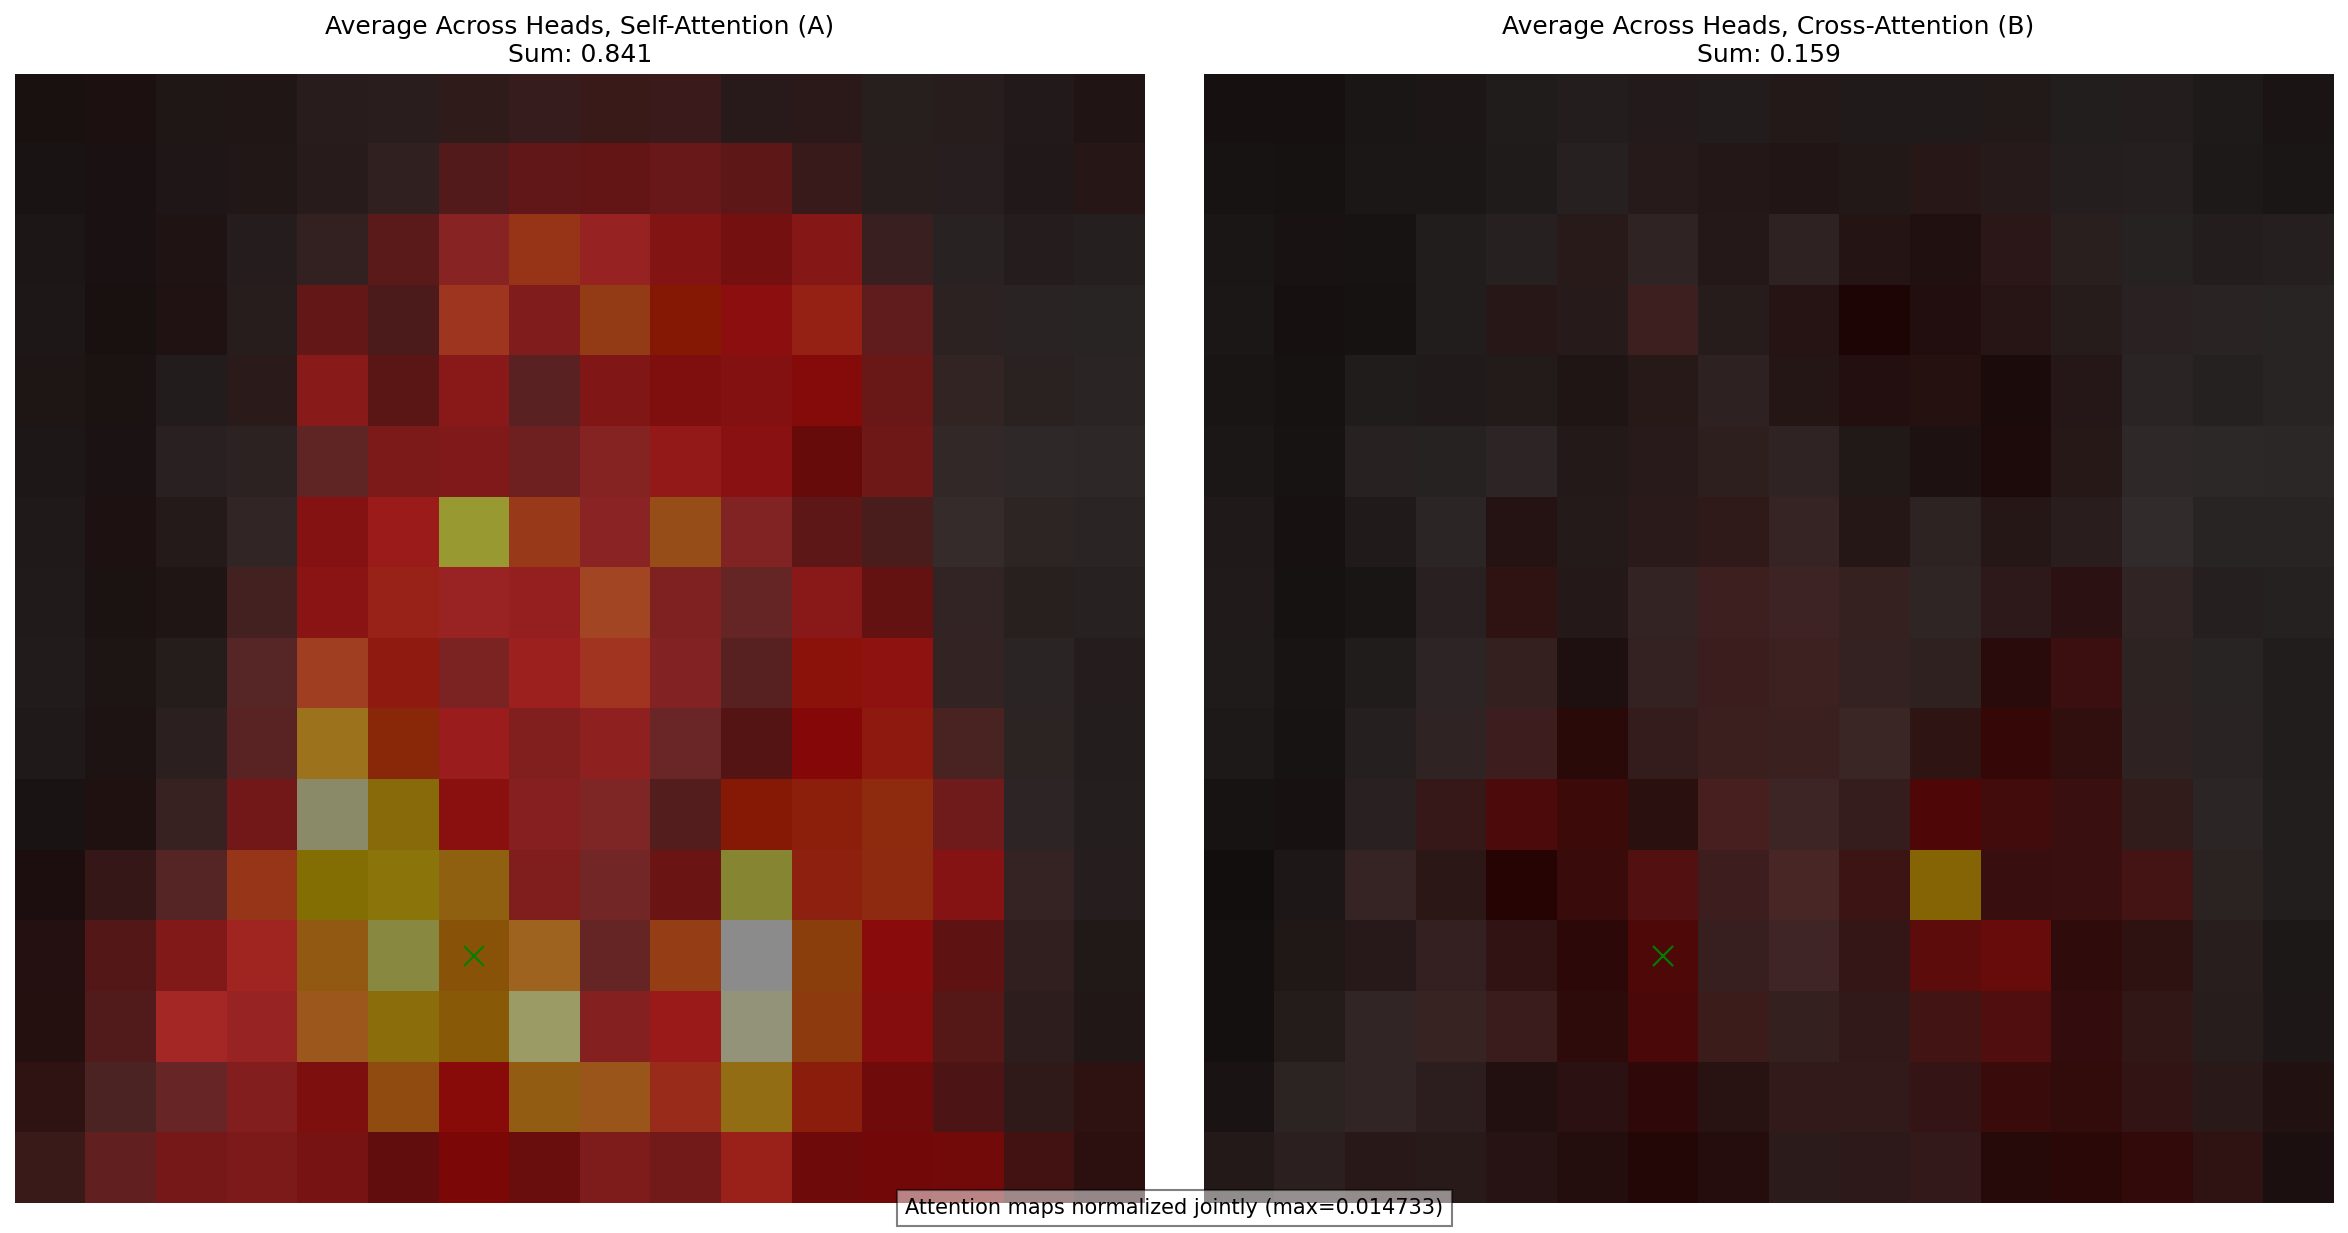 Average Across Heads, Self-Attention (A)
Sum: 0.841
Average Across Heads, Cross-Attention (B)
Sum: 0.159
Attention maps normalized jointly (max=0.014733)